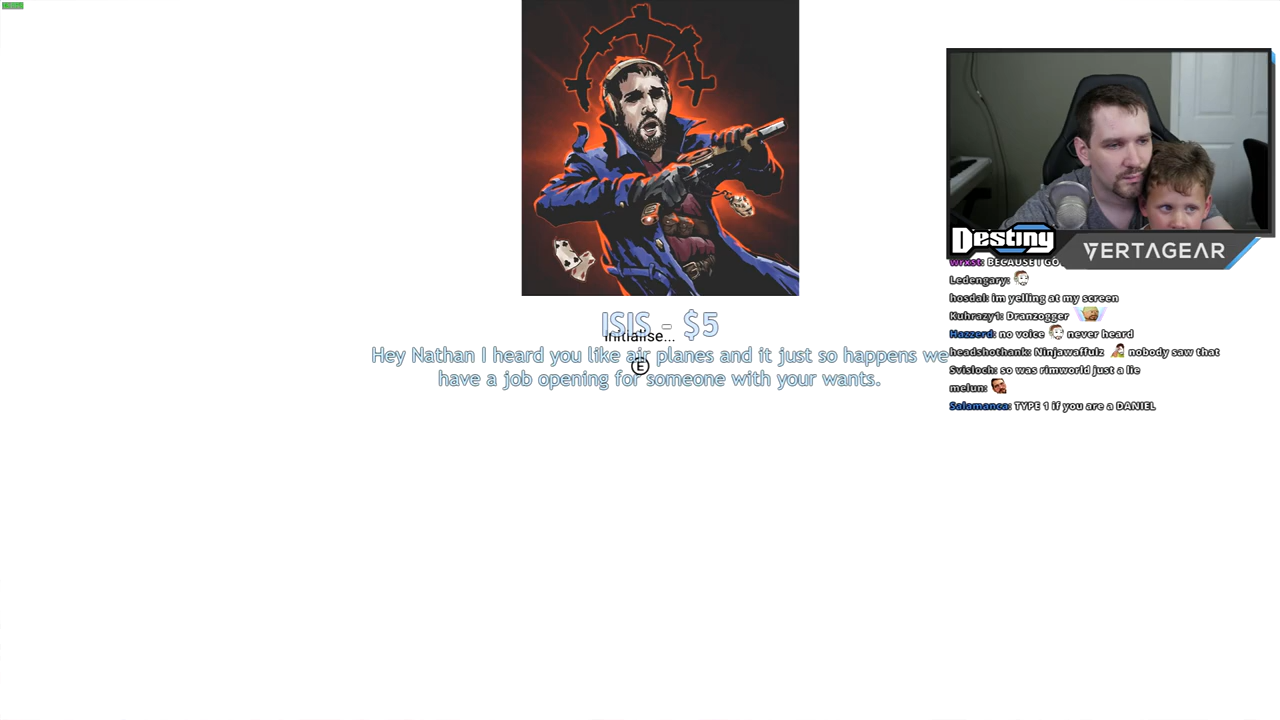 ISIS - $5
Initialise...
Hey Nathan I heard you like air planes and it just so happens we
E
have a job opening for someone with your wants.
Destiny
VERTAGEAR
Wrxst: BECAUSE I GO
Ledengary:
hosdal: im yelling at my screen
Kuhrazy1: Dranzogger
Hazzerd: no voice never heard
headshothank: Ninjawaffulz nobody saw that
Svisloch: so was rimworld just a lie
melun:
Salamanca: TYPE 1 if you are a DANIEL